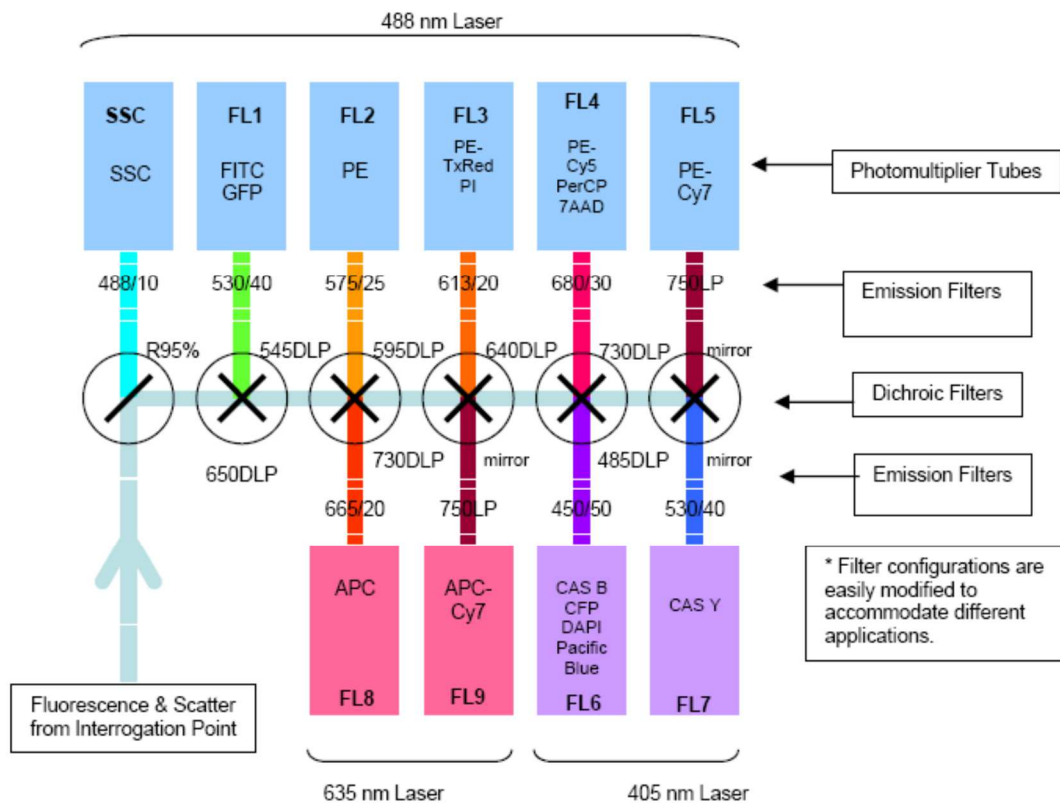 488 nm Laser
SSC
SSC
FL1
FITC
GFP
FL2
PE
FL3
PE-
TxRed
PI
FL4
PE-
Cy5
PerCP
7AAD
FL5
PE-
Cy7
Photomultiplier Tubes
488/10
530/40
575/25
613/20
680/30
750LP
Emission Filters
R95%
545DLP
595DLP
640DLP
730DLP
mirror
Dichroic Filters
650DLP
730DLP
mirror
485DLP
mirror
Emission Filters
665/20
750LP
450/50
530/40
APC
FL8
APC-
Cy7
FL9
CAS B
CFP
DAPI
Pacific
Blue
FL6
CAS Y
FL7
* Filter configurations are
easily modified to
accommodate different
applications.
Fluorescence & Scatter
from Interrogation Point
635 nm Laser
405 nm Laser